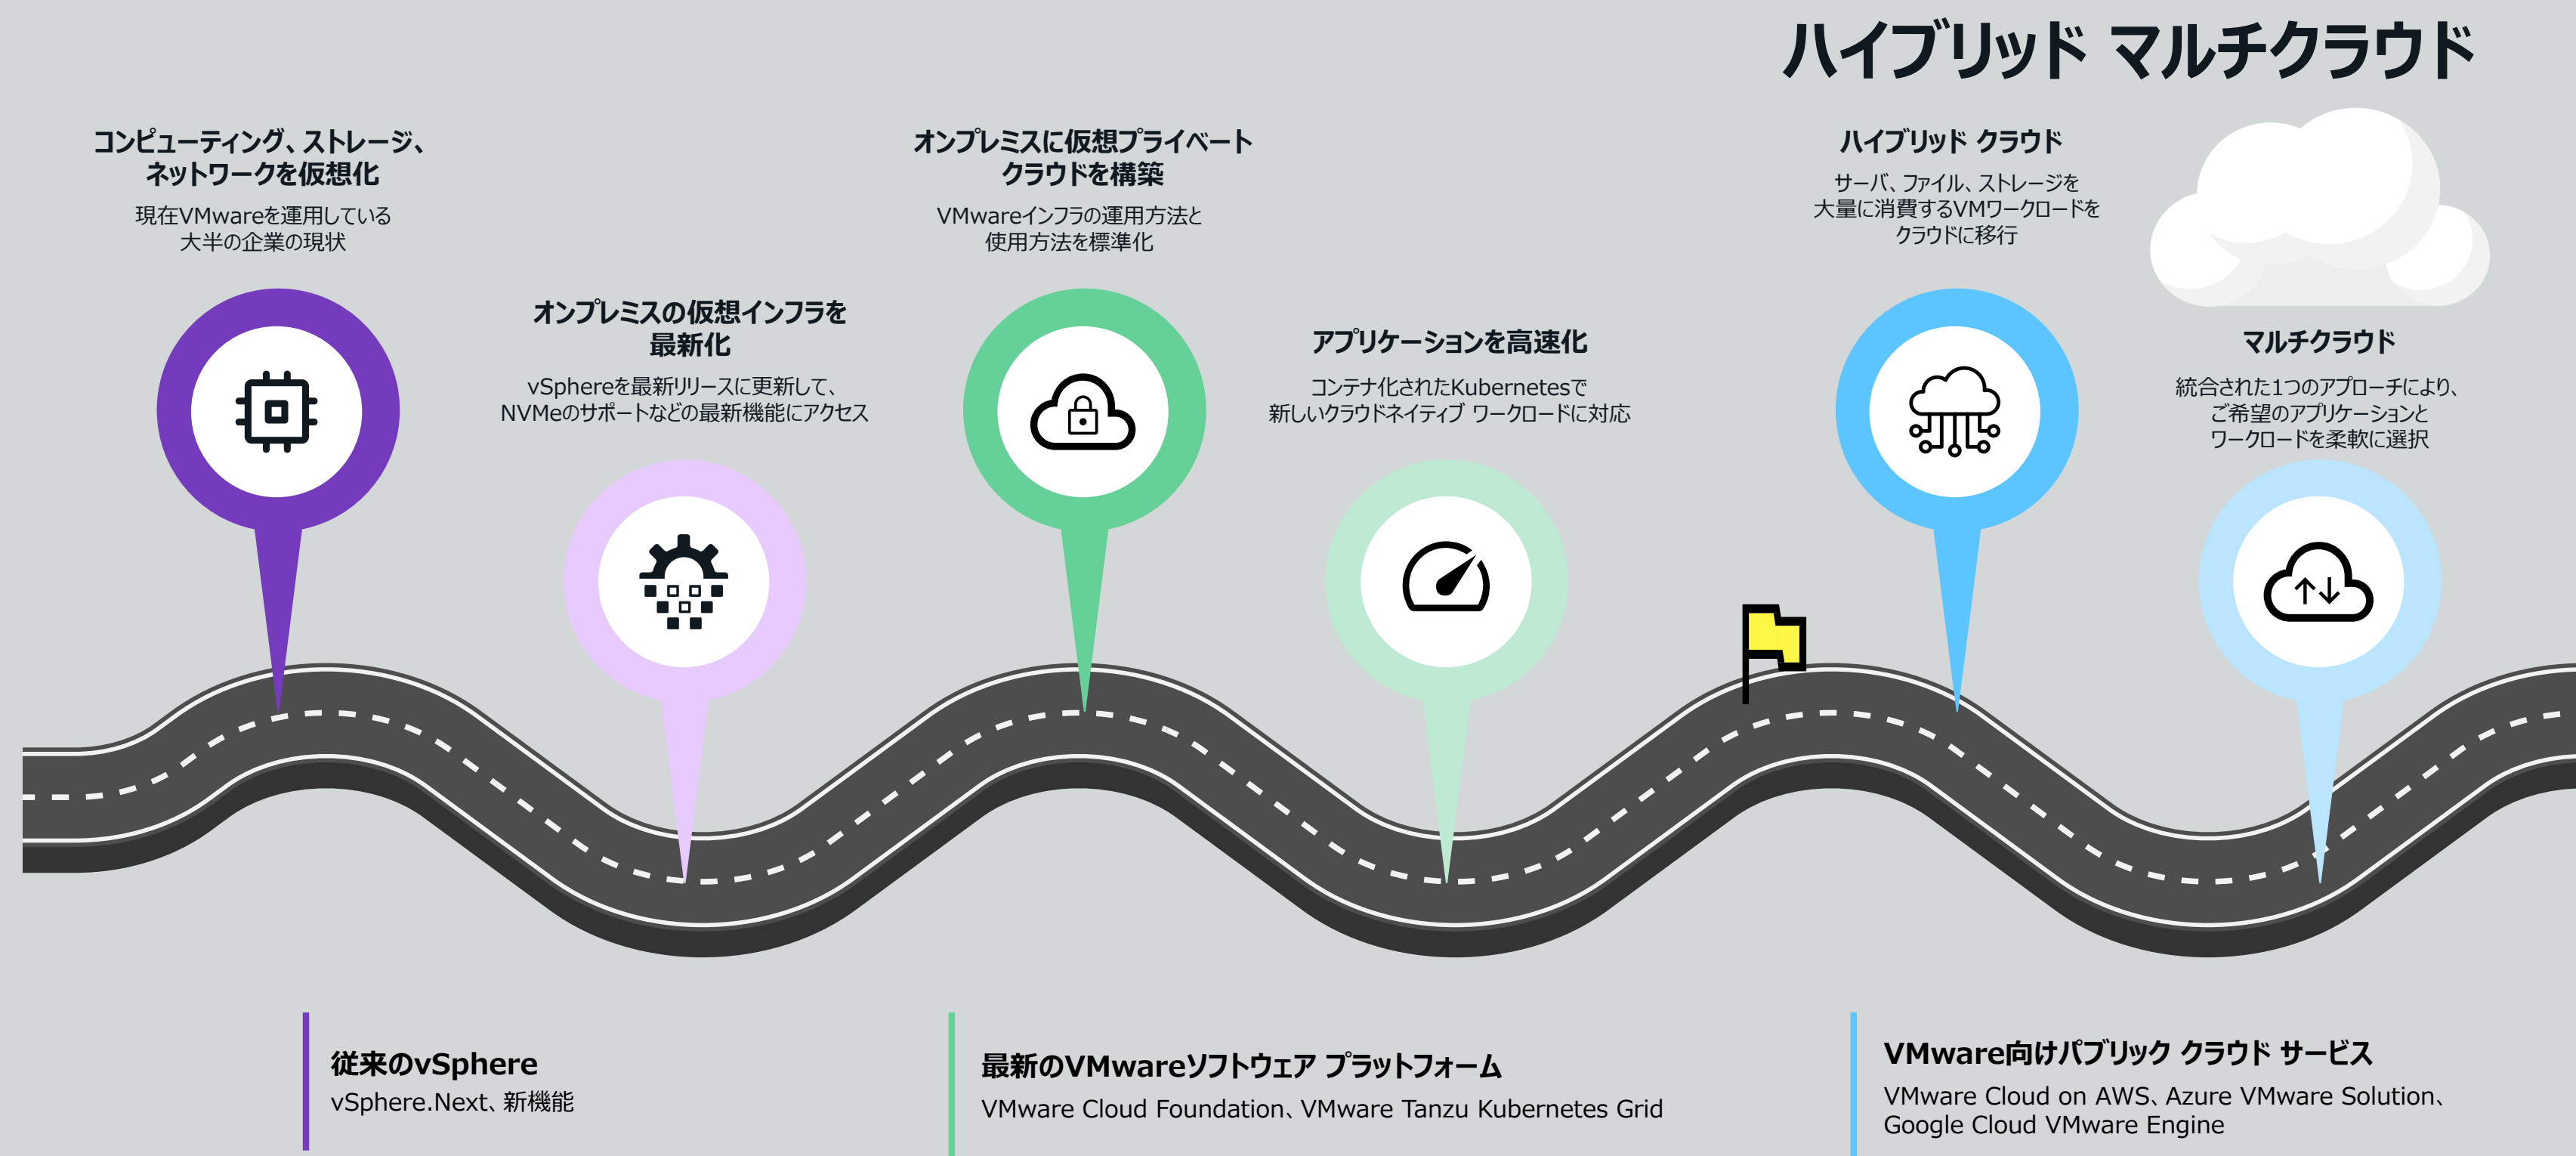 ハイブリッド マルチクラウド
コンピューティング、ストレージ、
ネットワークを仮想化
現在VMwareを運用している
大半の企業の現状
オンプレミスの仮想インフラを
最新化
vSphereを最新リリースに更新して、
NVMeのサポートなどの最新機能にアクセス
オンプレミスに仮想プライベート
クラウドを構築
VMwareインフラの運用方法と
使用方法を標準化
アプリケーションを高速化
コンテナ化されたKubernetesで
新しいクラウドネイティブ ワークロードに対応
ハイブリッド クラウド
サーバ、ファイル、ストレージを
大量に消費するVMワークロードを
クラウドに移行
マルチクラウド
統合された1つのアプローチにより、
ご希望のアプリケーションと
ワークロードを柔軟に選択
従来のvSphere
vSphere.Next、新機能
最新のVMwareソフトウェア プラットフォーム
VMware Cloud Foundation、VMware Tanzu Kubernetes Grid
VMware向けパブリック クラウド サービス
VMware Cloud on AWS、Azure VMware Solution、
Google Cloud VMware Engine